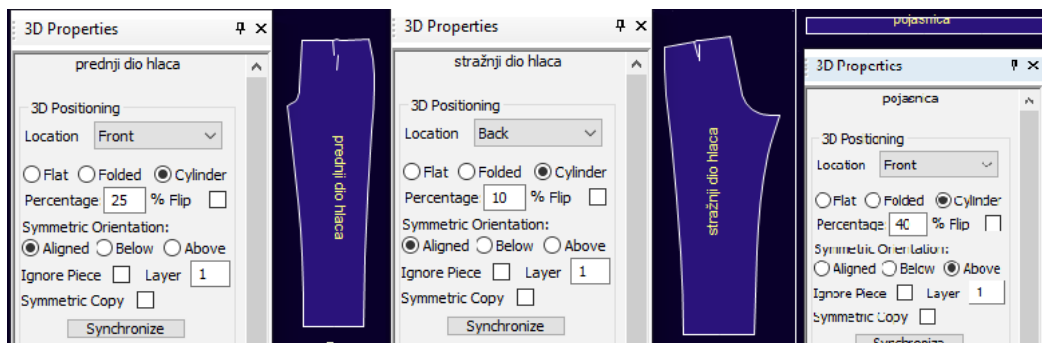 3D Properties
prednji dio hlaca
3D Positioning
Location Front
Flat Folded Cylinder
Percentage 25 % Flip
Symmetric Orientation:
Aligned Below Above
Ignore Piece Layer 1
Symmetric Copy
Synchronize
prednji dio hlaca
3D Properties
stražnji dio hlaca
3D Positioning
Location Back
Flat Folded Cylinder
Percentage 10 % Flip
Symmetric Orientation:
Aligned Below Above
Ignore Piece Layer 1
Symmetric Copy
Synchronize
stražnji dio hlaca
pojasnica
3D Properties
pojasnica
3D Positioning
Location Front
Flat Folded Cylinder
Percentage 40 % Flip
Symmetric Orientation:
Aligned Below Above
Ignore Piece Layer 1
Symmetric Copy
Synchronize